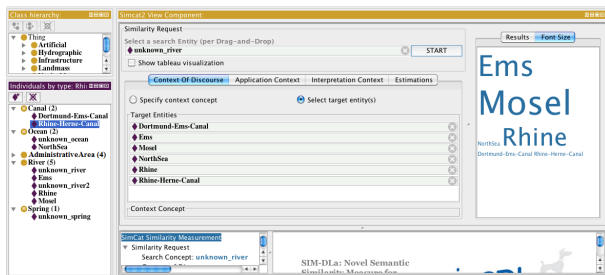 Class hierarchy:
Thing
Artificial
Hydrographic
Infrastructure
Landmass
Individuals by type: Rhi
Canal (2)
Dortmund-Ems-Canal
Rhine-Herne-Canal
Ocean (2)
unknown_ocean
NorthSea
AdministrativeArea (4)
River (5)
unknown_river
Ems
unknown_river2
Rhine
Mosel
Spring (1)
unknown_spring
Simcat2 View Component:
Similarity Request
Select a search Entity (per Drag-and-Drop)
unknown_river
START
Show tableau visualization
Context Of Discourse Application Context Interpretation Context Estimations
Specify context concept Select target entity(s)
Target Entities
Dortmund-Ems-Canal
Ems
Mosel
NorthSea
Rhine
Rhine-Herne-Canal
Context Concept
Results Font Size
Ems
Mosel
NorthSea Rhine
Dortmund-Ems-Canal Rhine-Herne-Canal
SimCat Similarity Measurement
Similarity Request
Search Concept: unknown_river
SIM-DLa: Novel Semantic
Similarity Measure for